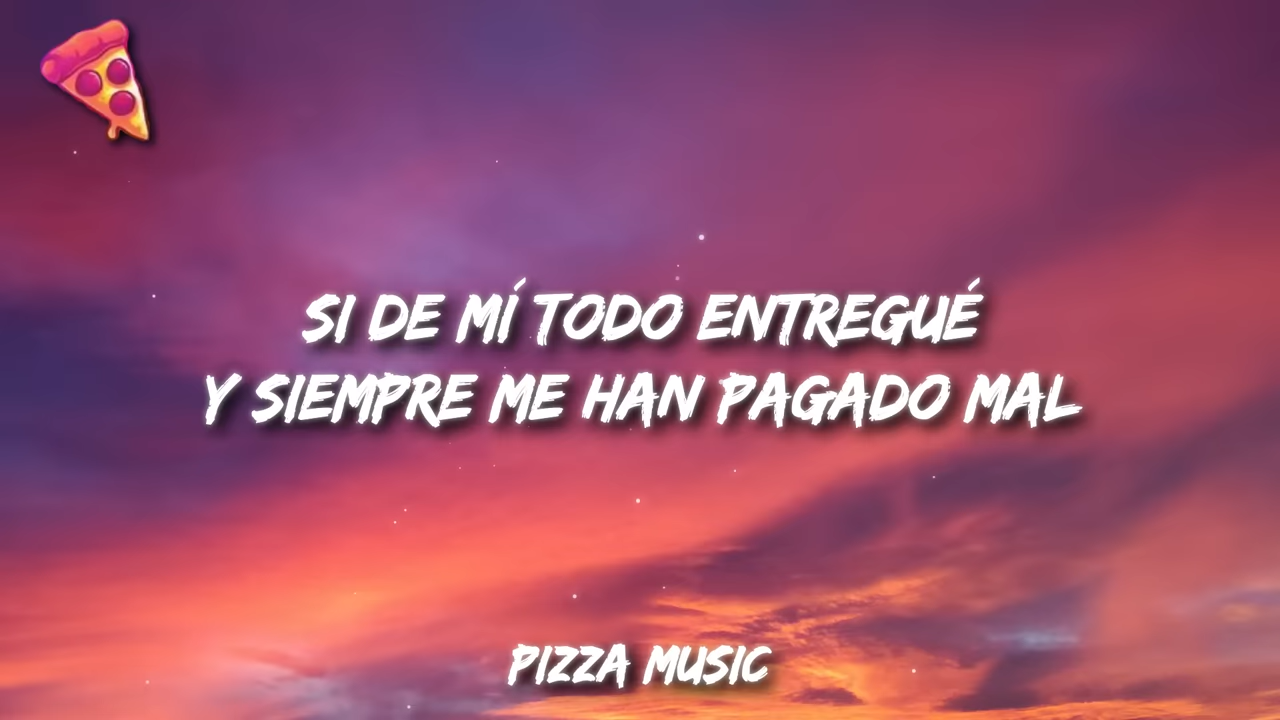 SI DE MÍ TODO ENTREGUÉ
Y SIEMPRE ME HAN PAGADO MAL
PIZZA MUSIC